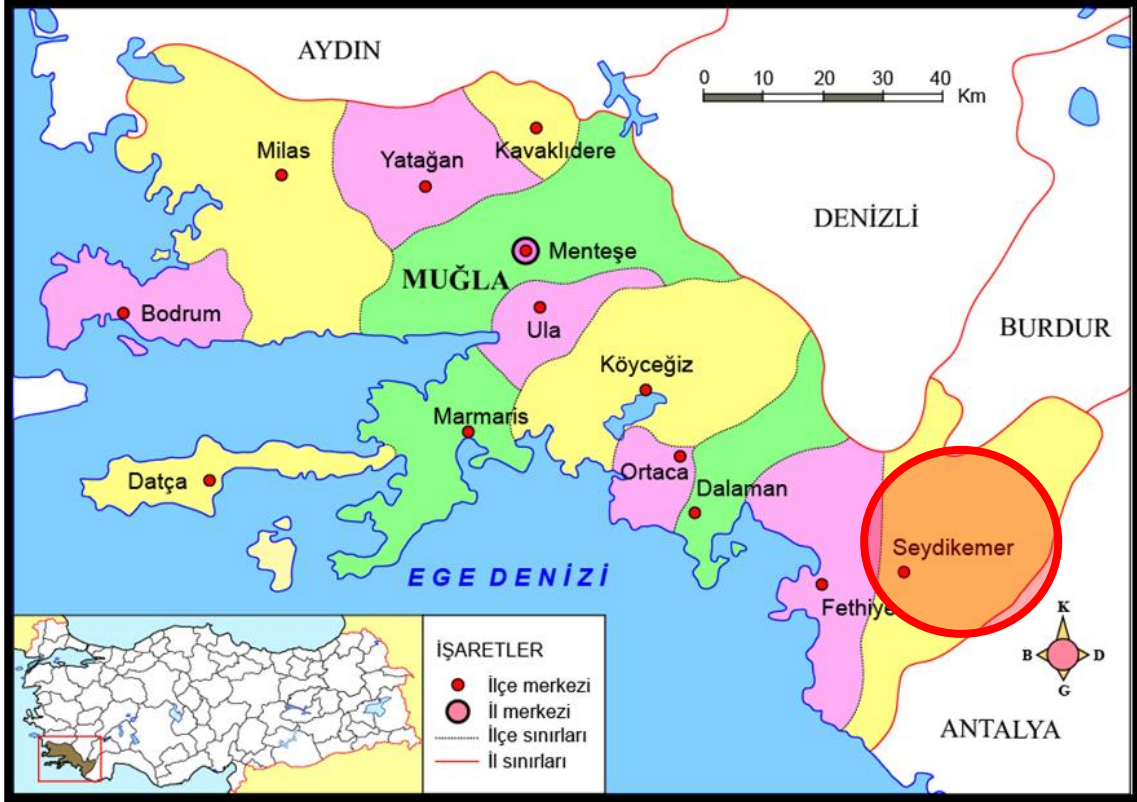 AYDIN
0 10 20 30 40
Km
Milas
Yatağan
Kavaklıdere
DENİZLİ
Menteşe
MUĞLA
Bodrum
Ula
BURDUR
Köyceğiz
Marmaris
Datça
Ortaca
Dalaman
Seydikemer
EGE DENİZİ
Fethiye
K
B D
G
ANTALYA
İŞARETLER
İlçe merkezi
İl merkezi
İlçe sınırları
İl sınırları